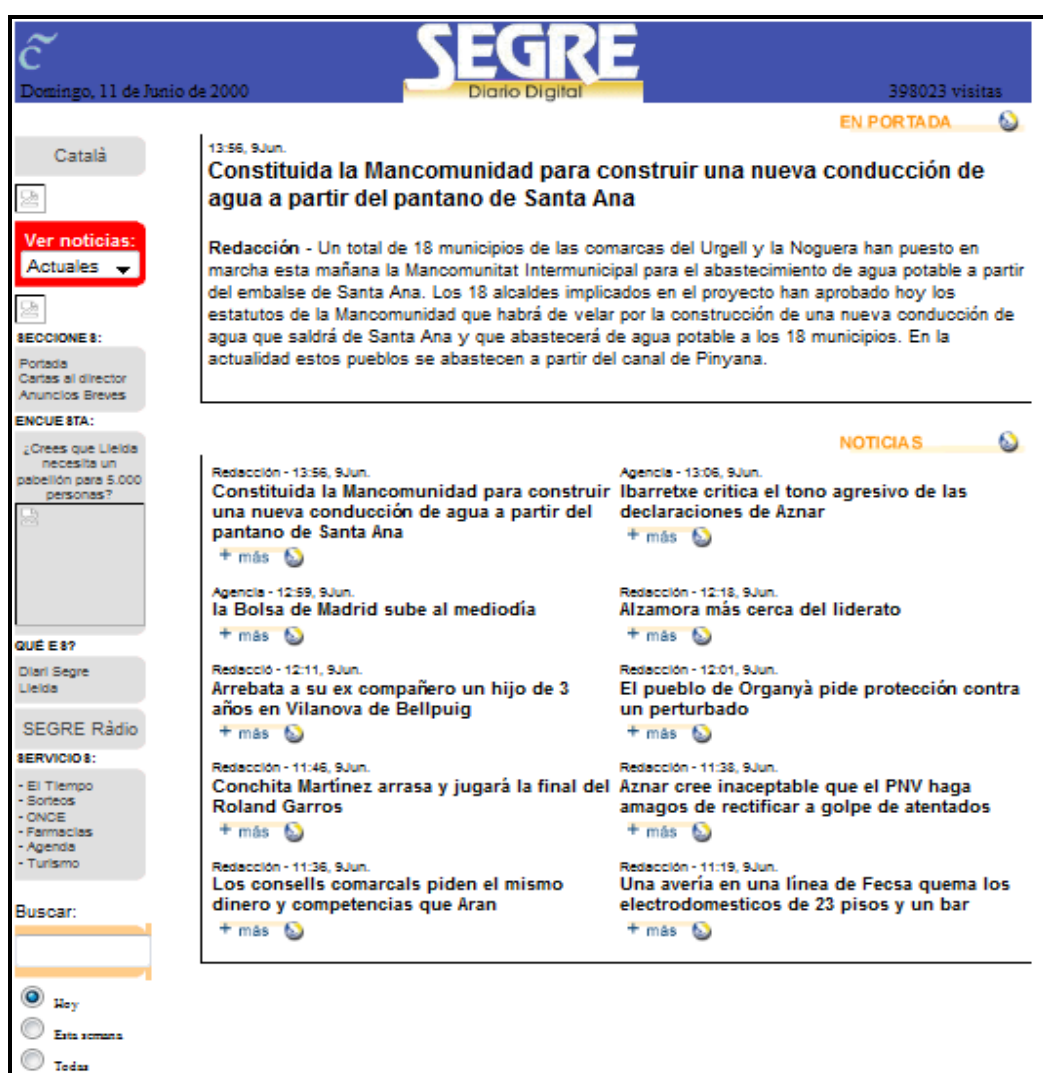 c̃
SEGRE
Diario Digital
Domingo, 11 de Junio de 2000
398023 visitas
EN PORTADA
Català
Ver noticias:
Actuales
SECCIONES:
Portada
Cartas al director
Anuncios Breves
ENCUESTA:
¿Crees que Lleida
necesita un
pabellón para 5.000
personas?
QUÉ ES?
Diari Segre
Lleida
SEGRE Ràdio
SERVICIOS:
- El Tiempo
- Sorteos
- ONCE
- Farmacias
- Agenda
- Turismo
Buscar:
Hoy
Esta semana
Todas
13:56, 9Jun.
Constituida la Mancomunidad para construir una nueva conducción de
agua a partir del pantano de Santa Ana
Redacción - Un total de 18 municipios de las comarcas del Urgell y la Noguera han puesto en
marcha esta mañana la Mancomunitat Intermunicipal para el abastecimiento de agua potable a partir
del embalse de Santa Ana. Los 18 alcaldes implicados en el proyecto han aprobado hoy los
estatutos de la Mancomunidad que habrá de velar por la construcción de una nueva conducción de
agua que saldrá de Santa Ana y que abastecerá de agua potable a los 18 municipios. En la
actualidad estos pueblos se abastecen a partir del canal de Pinyana.
NOTICIAS
Redacción - 13:56, 9Jun.
Constituida la Mancomunidad para construir
una nueva conducción de agua a partir del
pantano de Santa Ana
+ más
Agencia - 13:06, 9Jun.
Ibarretxe critica el tono agresivo de las
declaraciones de Aznar
+ más
Agencia - 12:59, 9Jun.
la Bolsa de Madrid sube al mediodía
+ más
Redacción - 12:18, 9Jun.
Alzamora más cerca del liderato
+ más
Redacció - 12:11, 9Jun.
Arrebata a su ex compañero un hijo de 3
años en Vilanova de Bellpuig
+ más
Redacción - 12:01, 9Jun.
El pueblo de Organyà pide protección contra
un perturbado
+ más
Redacción - 11:46, 9Jun.
Conchita Martínez arrasa y jugará la final del
Roland Garros
+ más
Redacción - 11:38, 9Jun.
Aznar cree inaceptable que el PNV haga
amagos de rectificar a golpe de atentados
+ más
Redacción - 11:36, 9Jun.
Los consells comarcals piden el mismo
dinero y competencias que Aran
+ más
Redacción - 11:19, 9Jun.
Una avería en una línea de Fecsa quema los
electrodomesticos de 23 pisos y un bar
+ más